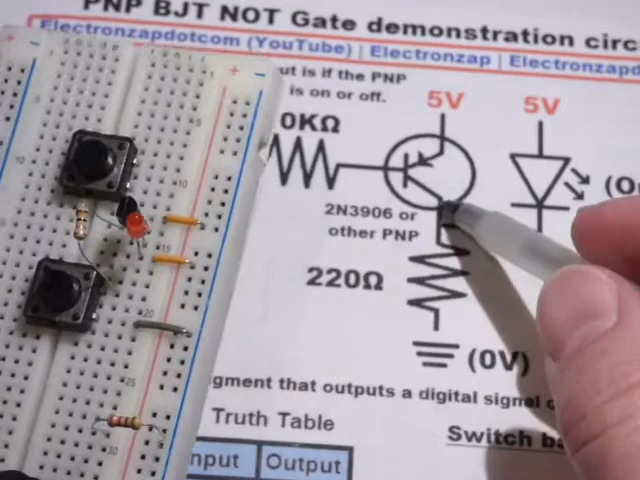 PNP BJT NOT Gate demonstration circ
Electronzapdotcom (YouTube) | Electronzap | Electronzapd
ut is if the PNP
is on or off.
5V
5V
0KΩ
2N3906 or
other PNP
220Ω
(0V)
gment that outputs a digital signal
Truth Table
Switch ba
nput
Output